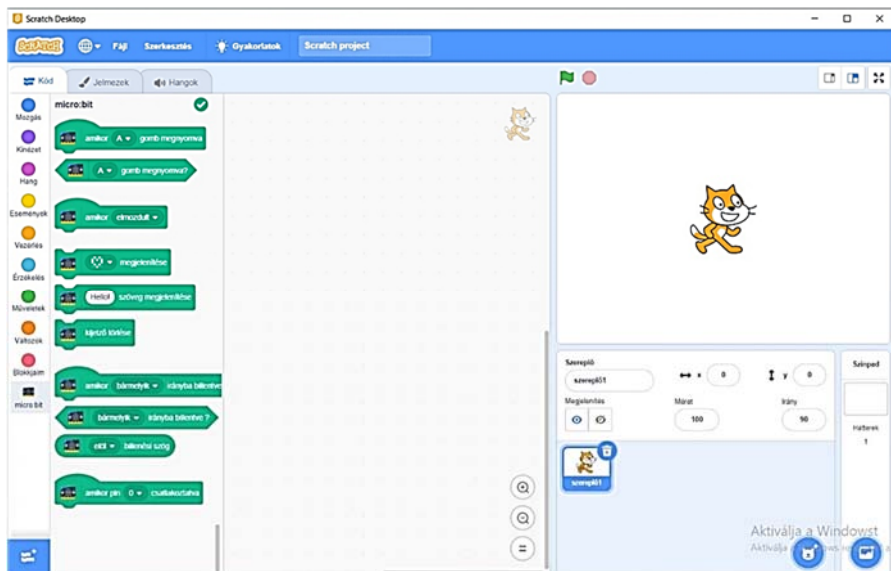 Scratch Desktop
SCRATCH
Fájl
Szerkesztés
Gyakorlatok
Scratch project
Kód
Jelmezek
Hangok
Mozgás
Kinézet
Hang
Események
Vezérlés
Érzékelés
Műveletek
Változók
Blokkjaim
micro:bit
micro:bit
amikor A gomb megnyomva
A gomb megnyomva?
amikor elmozdult
megjelenítése
Hello! szöveg megjelenítése
kijelző törlése
amikor bármelyik irányba billentve
bármelyik irányba billentve ?
elől billenési szög
amikor pin 0 csatlakoztatva
Szereplő
szereplő1
x 0
y 0
Megjelenítés
Méret
100
Irány
90
szereplő1
Színpad
Hátterek
1
Aktiválja a Windowst
Aktiválja a